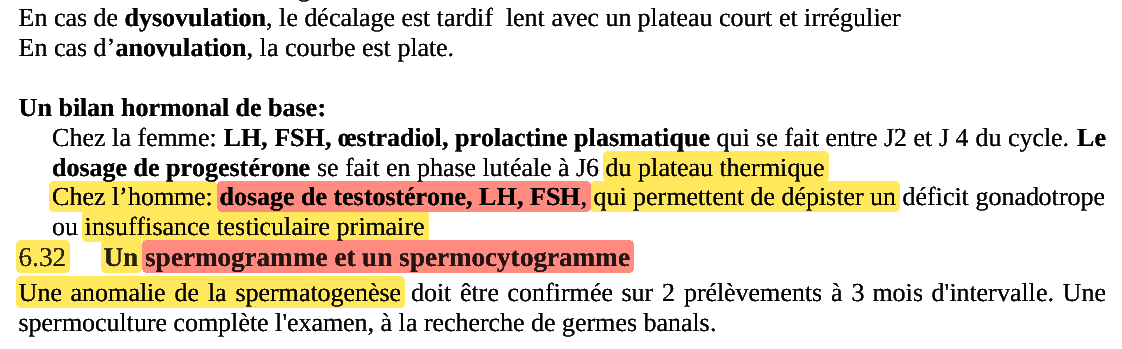 En cas de dysovulation, le décalage est tardif lent avec un plateau court et irrégulier
En cas d’anovulation, la courbe est plate.
Un bilan hormonal de base:
Chez la femme: LH, FSH, œstradiol, prolactine plasmatique qui se fait entre J2 et J 4 du cycle. Le
dosage de progestérone se fait en phase lutéale à J6 du plateau thermique
Chez l’homme: dosage de testostérone, LH, FSH, qui permettent de dépister un déficit gonadotrope
ou insuffisance testiculaire primaire
6.32 Un spermogramme et un spermocytogramme
Une anomalie de la spermatogenèse doit être confirmée sur 2 prélèvements à 3 mois d'intervalle. Une
spermoculture complète l'examen, à la recherche de germes banals.